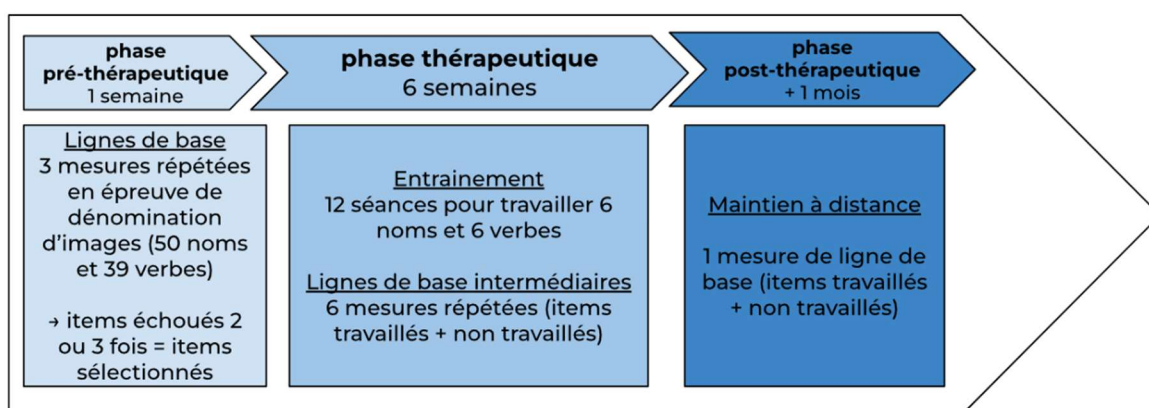 phase
pré-thérapeutique
1 semaine
phase thérapeutique
6 semaines
phase
post-thérapeutique
+ 1 mois
Lignes de base
3 mesures répétées
en épreuve de
dénomination
d'images (50 noms
et 39 verbes)
→ items échoués 2
ou 3 fois = items
sélectionnés
Entrainement
12 séances pour travailler 6
noms et 6 verbes
Lignes de base intermédiaires
6 mesures répétées (items
travaillés + non travaillés)
Maintien à distance
1 mesure de ligne de
base (items travaillés
+ non travaillés)